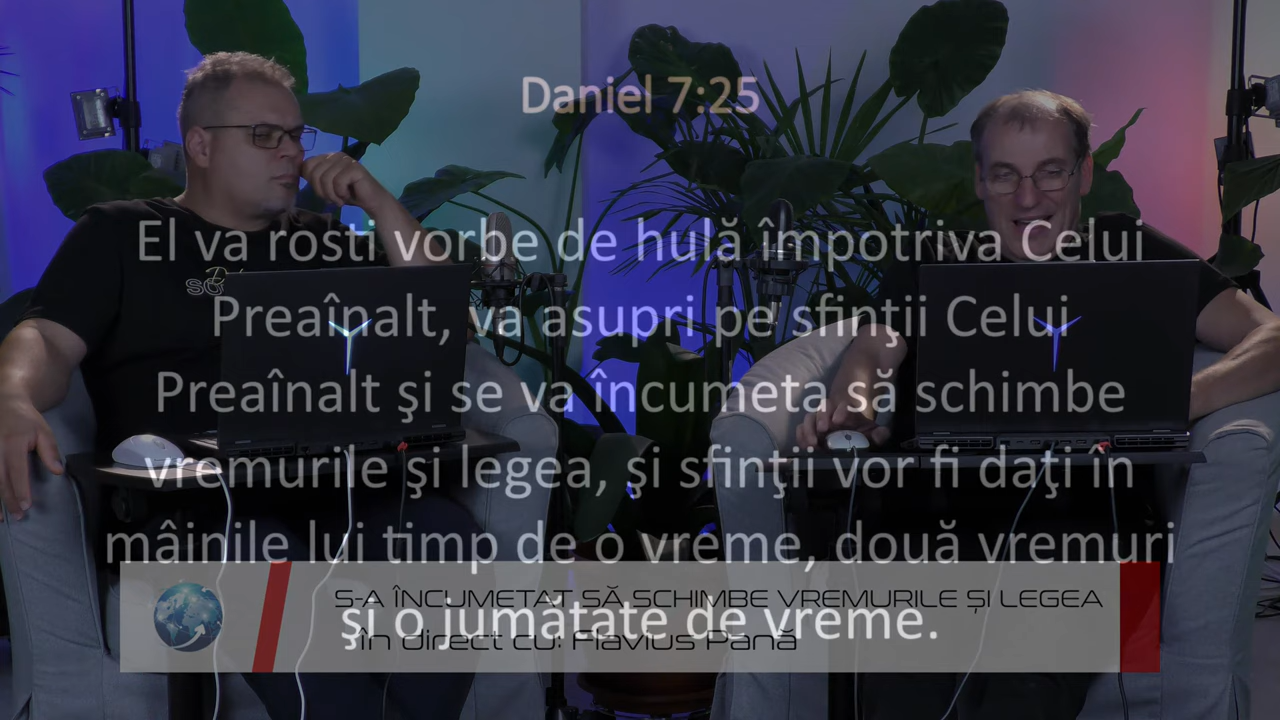 Daniel 7:25
El va rosti vorbe de hulă împotriva Celui
Preaînalt, va asupri pe sfinţii Celui
Preaînalt şi se va încumeta să schimbe
vremurile şi legea, şi sfinţii vor fi daţi în
mâinile lui timp de o vreme, două vremuri
şi o jumătate de vreme.
S-A ÎNCUMETAT SĂ SCHIMBE VREMURILE ȘI LEGEA
în direct cu: Flavius Pană